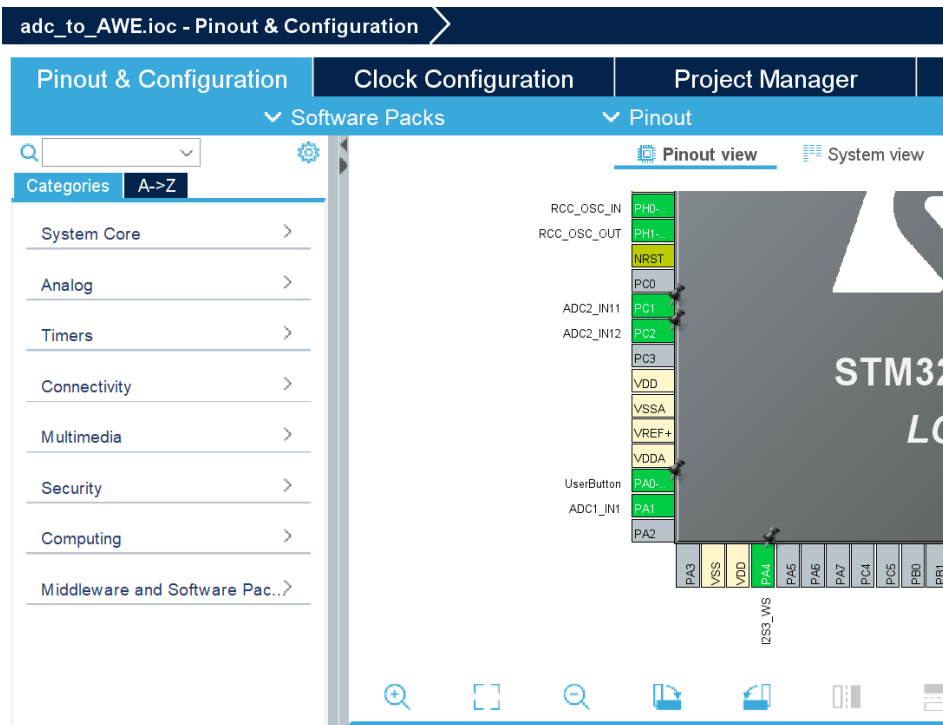 adc_to_AWE.ioc - Pinout & Configuration
Pinout & Configuration
Clock Configuration
Project Manager
Software Packs
Pinout
Pinout view
System view
Categories
A->Z
System Core
Analog
Timers
Connectivity
Multimedia
Security
Computing
Middleware and Software Pac..
RCC_OSC_IN PH0-..
RCC_OSC_OUT PH1-..
NRST
PC0
ADC2_IN11 PC1
ADC2_IN12 PC2
PC3
VDD
VSSA
VREF+
VDDA
UserButton PA0-..
ADC1_IN1 PA1
PA2
STM32
LQ
PA3
VSS
VDD
PA4
PA5
PA6
PA7
PC4
PC5
PB0
PB1
I2S3_WS